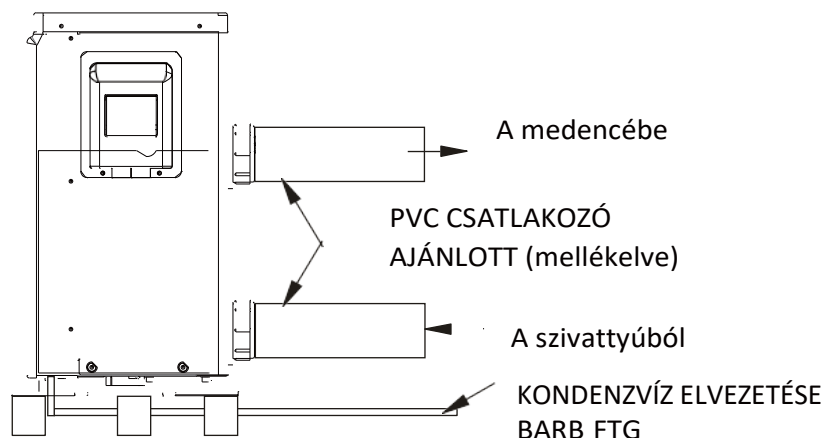 A medencébe
PVC CSATLAKOZÓ
AJÁNLOTT (mellékelve)
A szivattyúból
KONDENZVÍZ ELVEZETÉSE
BARB FTG